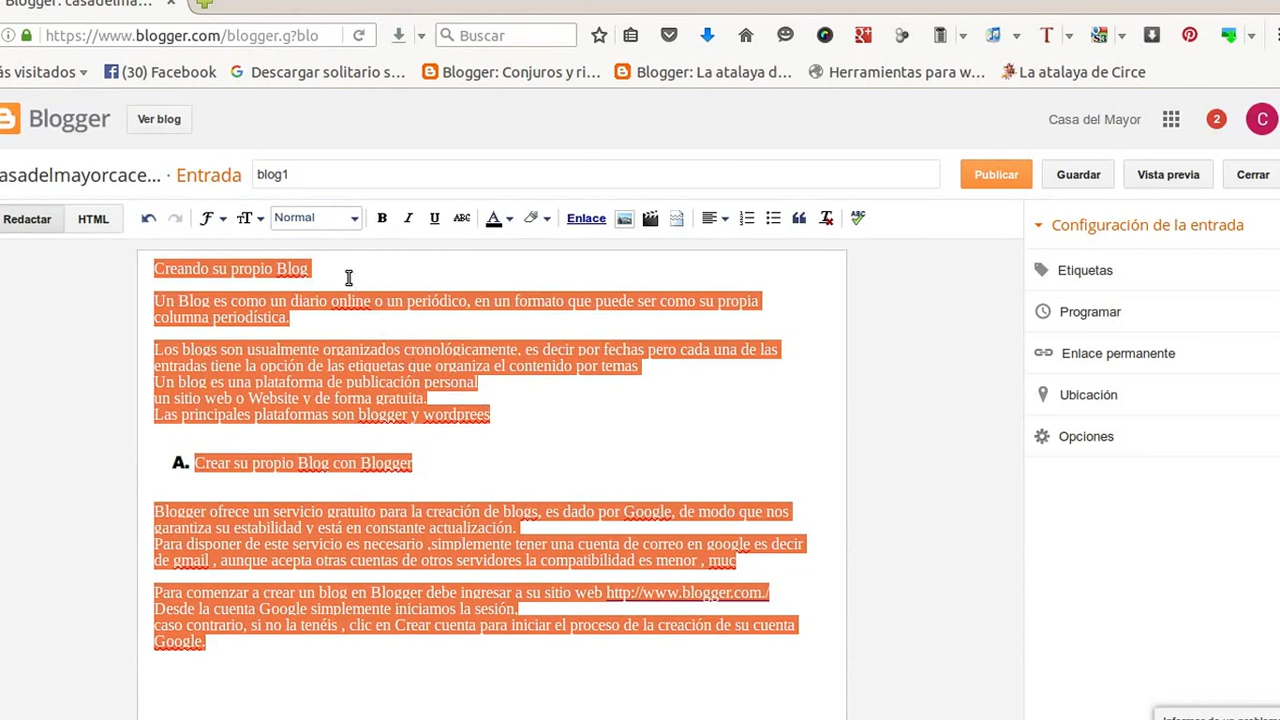 Blogger: casadelmayorcac...
https://www.blogger.com/blogger.g?blo
Buscar
ás visitados
(30) Facebook
Descargar solitario s...
Blogger: Conjuros y ri...
Blogger: La atalaya d...
Herramientas para w...
La atalaya de Circe
Blogger
Ver blog
Casa del Mayor
2
C
asadelmayorcace... · Entrada
blog1
Publicar
Guardar
Vista previa
Cerrar
Redactar
HTML
Normal
B
I
U
ABC
A
Enlace
Configuración de la entrada
Etiquetas
Programar
Enlace permanente
Ubicación
Opciones
Creando su propio Blog
Un Blog es como un diario online o un periódico, en un formato que puede ser como su propia
columna periodística.
Los blogs son usualmente organizados cronológicamente, es decir por fechas pero cada una de las
entradas tiene la opción de las etiquetas que organiza el contenido por temas
Un blog es una plataforma de publicación personal
un sitio web o Website y de forma gratuita.
Las principales plataformas son blogger y wordprees
A. Crear su propio Blog con Blogger
Blogger ofrece un servicio gratuito para la creación de blogs, es dado por Google, de modo que nos
garantiza su estabilidad y está en constante actualización.
Para disponer de este servicio es necesario ,simplemente tener una cuenta de correo en google es decir
de gmail , aunque acepta otras cuentas de otros servidores la compatibilidad es menor , muc
Para comenzar a crear un blog en Blogger debe ingresar a su sitio web http://www.blogger.com./
Desde la cuenta Google simplemente iniciamos la sesión,
caso contrario, si no la tenéis , clic en Crear cuenta para iniciar el proceso de la creación de su cuenta
Google.